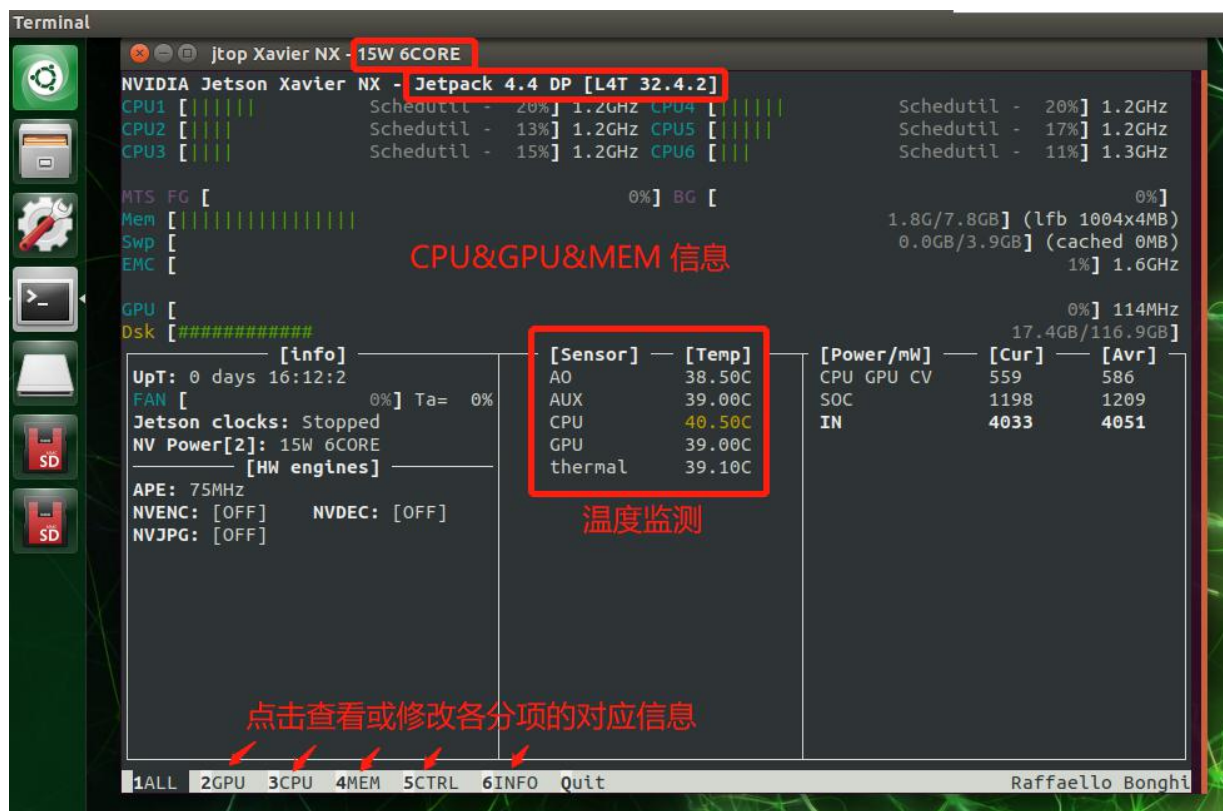 Terminal
jtop Xavier NX - 15W 6CORE
NVIDIA Jetson Xavier NX - Jetpack 4.4 DP [L4T 32.4.2]
CPU1 [|||||| Schedutil - 20%] 1.2GHz CPU4 [|||||| Schedutil - 20%] 1.2GHz
CPU2 [|||| Schedutil - 13%] 1.2GHz CPU5 [||||| Schedutil - 17%] 1.2GHz
CPU3 [|||| Schedutil - 15%] 1.2GHz CPU6 [||| Schedutil - 11%] 1.3GHz
MTS FG [ 0%] BG [ 0%]
Mem [|||||||||||||||| 1.8G/7.8GB] (lfb 1004x4MB)
Swp [ 0.0GB/3.9GB] (cached 0MB)
EMC [ 1%] 1.6GHz
CPU&GPU&MEM 信息
GPU [ 0%] 114MHz
Dsk [############ 17.4GB/116.9GB]
[info] [Sensor] [Temp] [Power/mW] [Cur] [Avr]
UpT: 0 days 16:12:2 AO 38.50C CPU GPU CV 559 586
FAN [ 0%] Ta= 0% AUX 39.00C SOC 1198 1209
Jetson clocks: Stopped CPU 40.50C IN 4033 4051
NV Power[2]: 15W 6CORE GPU 39.00C
[HW engines] thermal 39.10C
APE: 75MHz
NVENC: [OFF] NVDEC: [OFF]
NVJPG: [OFF]
温度监测
点击查看或修改各分项的对应信息
1ALL 2GPU 3CPU 4MEM 5CTRL 6INFO Quit Raffaello Bonghi
SD
SD